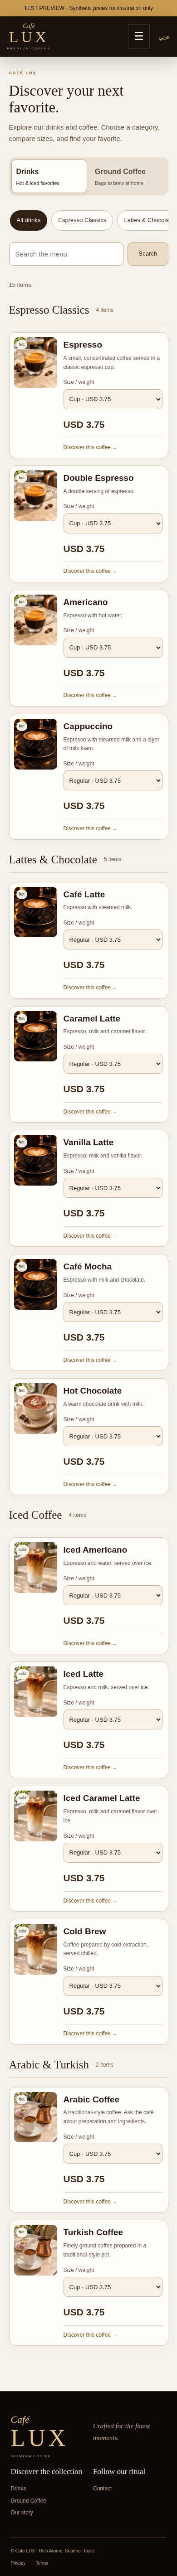 TEST PREVIEW · Synthetic prices for illustration only
Café
LUX
PREMIUM COFFEE
☰
عربي
CAFÉ LUX
Discover your next
favorite.
Explore our drinks and coffee. Choose a category,
compare sizes, and find your favorite.
Drinks
Hot & iced favorites
Ground Coffee
Bags to brew at home
All drinks
Espresso Classics
Lattes & Chocola
Search the menu
Search
15 items
Espresso Classics 4 items
hot
Espresso
A small, concentrated coffee served in a
classic espresso cup.
Size / weight
Cup · USD 3.75
USD 3.75
Discover this coffee →
hot
Double Espresso
A double serving of espresso.
Size / weight
Cup · USD 3.75
USD 3.75
Discover this coffee →
hot
Americano
Espresso with hot water.
Size / weight
Cup · USD 3.75
USD 3.75
Discover this coffee →
hot
Cappuccino
Espresso with steamed milk and a layer
of milk foam.
Size / weight
Regular · USD 3.75
USD 3.75
Discover this coffee →
Lattes & Chocolate 5 items
hot
Café Latte
Espresso with steamed milk.
Size / weight
Regular · USD 3.75
USD 3.75
Discover this coffee →
hot
Caramel Latte
Espresso, milk and caramel flavor.
Size / weight
Regular · USD 3.75
USD 3.75
Discover this coffee →
hot
Vanilla Latte
Espresso, milk and vanilla flavor.
Size / weight
Regular · USD 3.75
USD 3.75
Discover this coffee →
hot
Café Mocha
Espresso with milk and chocolate.
Size / weight
Regular · USD 3.75
USD 3.75
Discover this coffee →
hot
Hot Chocolate
A warm chocolate drink with milk.
Size / weight
Regular · USD 3.75
USD 3.75
Discover this coffee →
Iced Coffee 4 items
cold
Iced Americano
Espresso and water, served over ice.
Size / weight
Regular · USD 3.75
USD 3.75
Discover this coffee →
cold
Iced Latte
Espresso and milk, served over ice.
Size / weight
Regular · USD 3.75
USD 3.75
Discover this coffee →
cold
Iced Caramel Latte
Espresso, milk and caramel flavor over
ice.
Size / weight
Regular · USD 3.75
USD 3.75
Discover this coffee →
cold
Cold Brew
Coffee prepared by cold extraction,
served chilled.
Size / weight
Regular · USD 3.75
USD 3.75
Discover this coffee →
Arabic & Turkish 2 items
hot
Arabic Coffee
A traditional-style coffee. Ask the café
about preparation and ingredients.
Size / weight
Cup · USD 3.75
USD 3.75
Discover this coffee →
hot
Turkish Coffee
Finely ground coffee prepared in a
traditional-style pot.
Size / weight
Cup · USD 3.75
USD 3.75
Discover this coffee →
Café
LUX
PREMIUM COFFEE
Crafted for the finest
moments.
Discover the collection
Drinks
Ground Coffee
Our story
Your ritual
Contact
© Café LUX · Rich Aroma, Superior Taste.
Privacy Terms